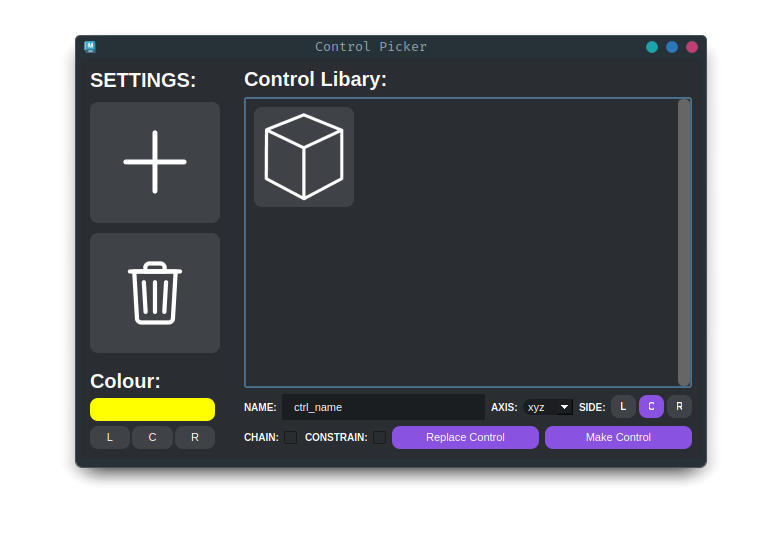 M
Control Picker
SETTINGS:
Control Libary:
Colour:
L C R
NAME: ctrl_name AXIS: xyz SIDE: L C R
CHAIN: CONSTRAIN: Replace Control Make Control